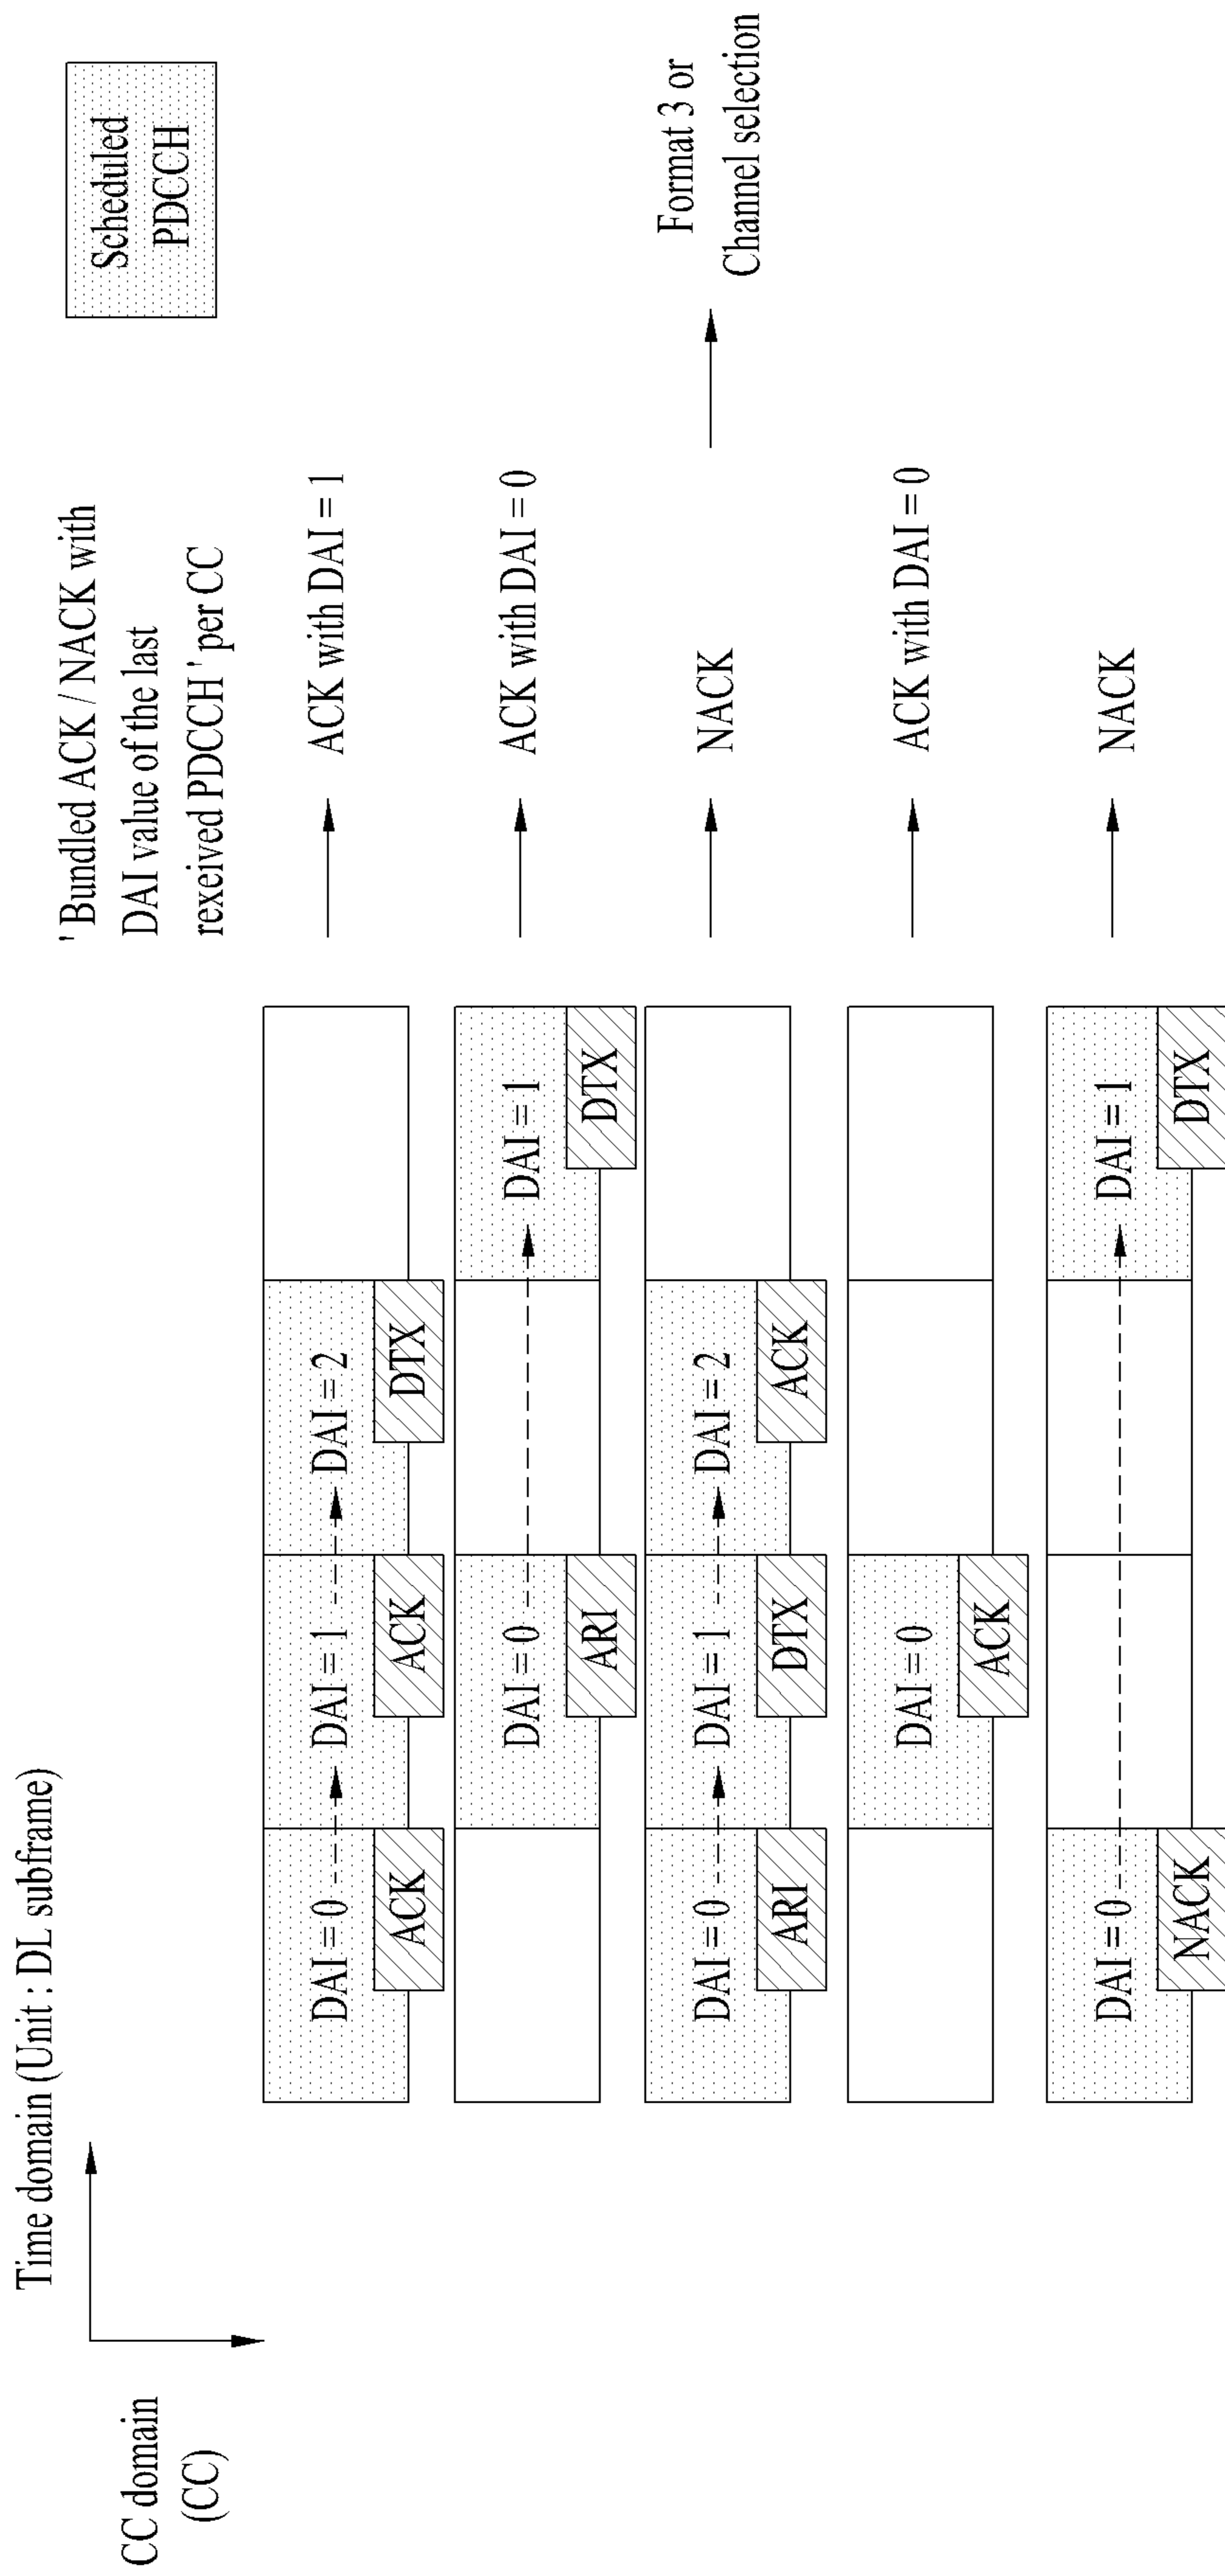 Time domain (Unit : DL subframe)
CC domain
(CC)
' Bundled ACK / NACK with
DAI value of the last
rexeived PDCCH ' per CC
Scheduled
PDCCH
DAI = 0
DAI = 1
DAI = 2
ACK
ACK
DTX
ACK with DAI = 1
DAI = 0
DAI = 1
ARI
DTX
ACK with DAI = 0
DAI = 0
DAI = 1
DAI = 2
ARI
DTX
ACK
NACK
Format 3 or
Channel selection
DAI = 0
ACK
ACK with DAI = 0
DAI = 0
DAI = 1
NACK
DTX
NACK